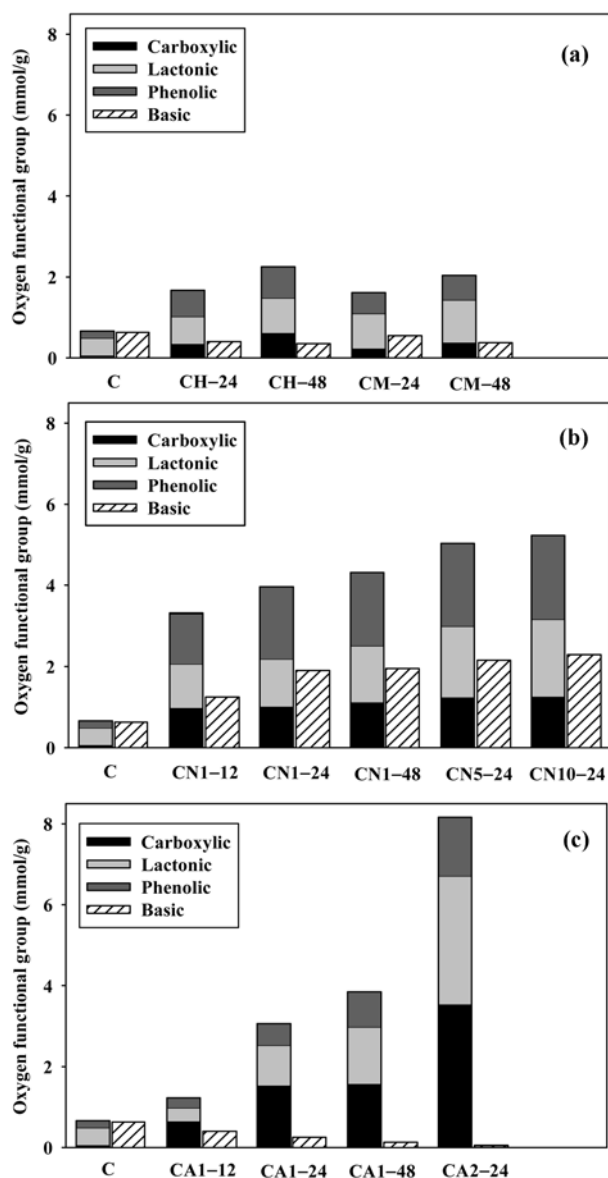 (a)
Carboxylic
Lactonic
Phenolic
Basic
Oxygen functional group (mmol/g)
8
6
4
2
0
C CH−24 CH−48 CM−24 CM−48
(b)
Carboxylic
Lactonic
Phenolic
Basic
Oxygen functional group (mmol/g)
8
6
4
2
0
C CN1−12 CN1−24 CN1−48 CN5−24 CN10−24
(c)
Carboxylic
Lactonic
Phenolic
Basic
Oxygen functional group (mmol/g)
8
6
4
2
0
C CA1−12 CA1−24 CA1−48 CA2−24